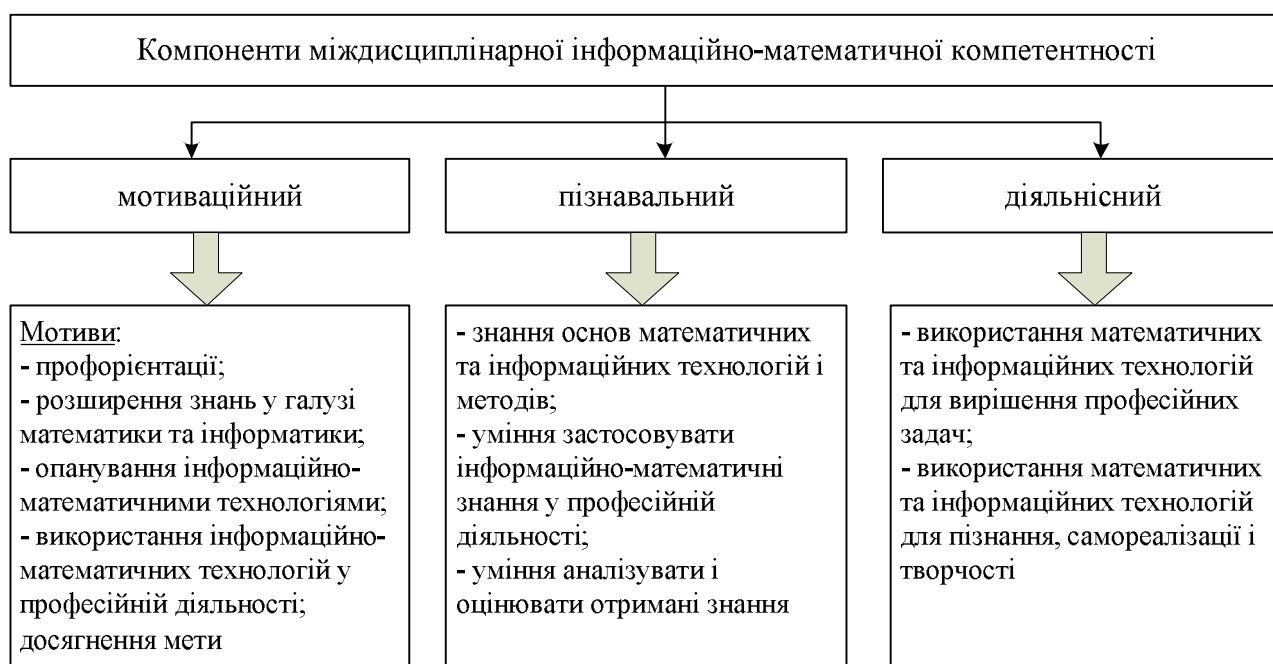 Компоненти міждисциплінарної інформаційно-математичної компетентності
мотиваційний
пізнавальний
діяльнісний
Мотиви:
- профорієнтації;
- розширення знань у галузі
математики та інформатики;
- опанування інформаційно-
математичними технологіями;
- використання інформаційно-
математичних технологій у
професійній діяльності;
досягнення мети
- знання основ математичних
та інформаційних технологій і
методів;
- уміння застосовувати
інформаційно-математичні
знання у професійній
діяльності;
- уміння аналізувати і
оцінювати отримані знання
- використання математичних
та інформаційних технологій
для вирішення професійних
задач;
- використання математичних
та інформаційних технологій
для пізнання, самореалізації і
творчості